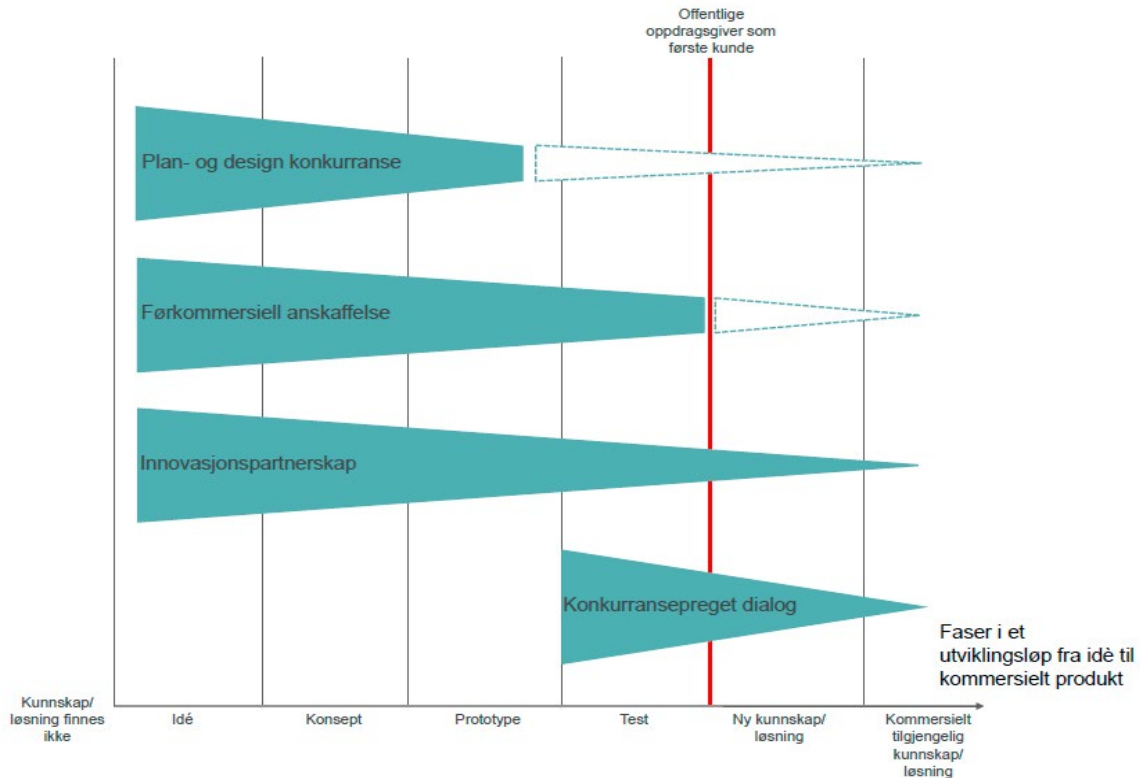 Offentlige
oppdragsgiver som
første kunde
Plan- og design konkurranse
Førkommersiell anskaffelse
Innovasjonspartnerskap
Konkurransepreget dialog
Faser i et
utviklingsløp fra idè til
kommersielt produkt
Kunnskap/
løsning finnes
ikke
Idé
Konsept
Prototype
Test
Ny kunnskap/
løsning
Kommersielt
tilgjengelig
kunnskap/
løsning